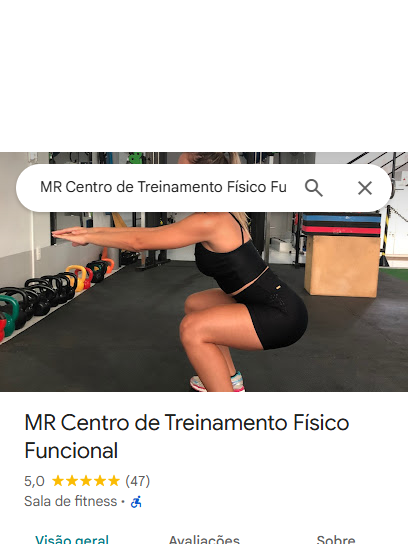 MR Centro de Treinamento Físico Fu
MR Centro de Treinamento Físico
Funcional
5,0 (47)
Sala de fitness ·
Visão geral Avaliações Sobre